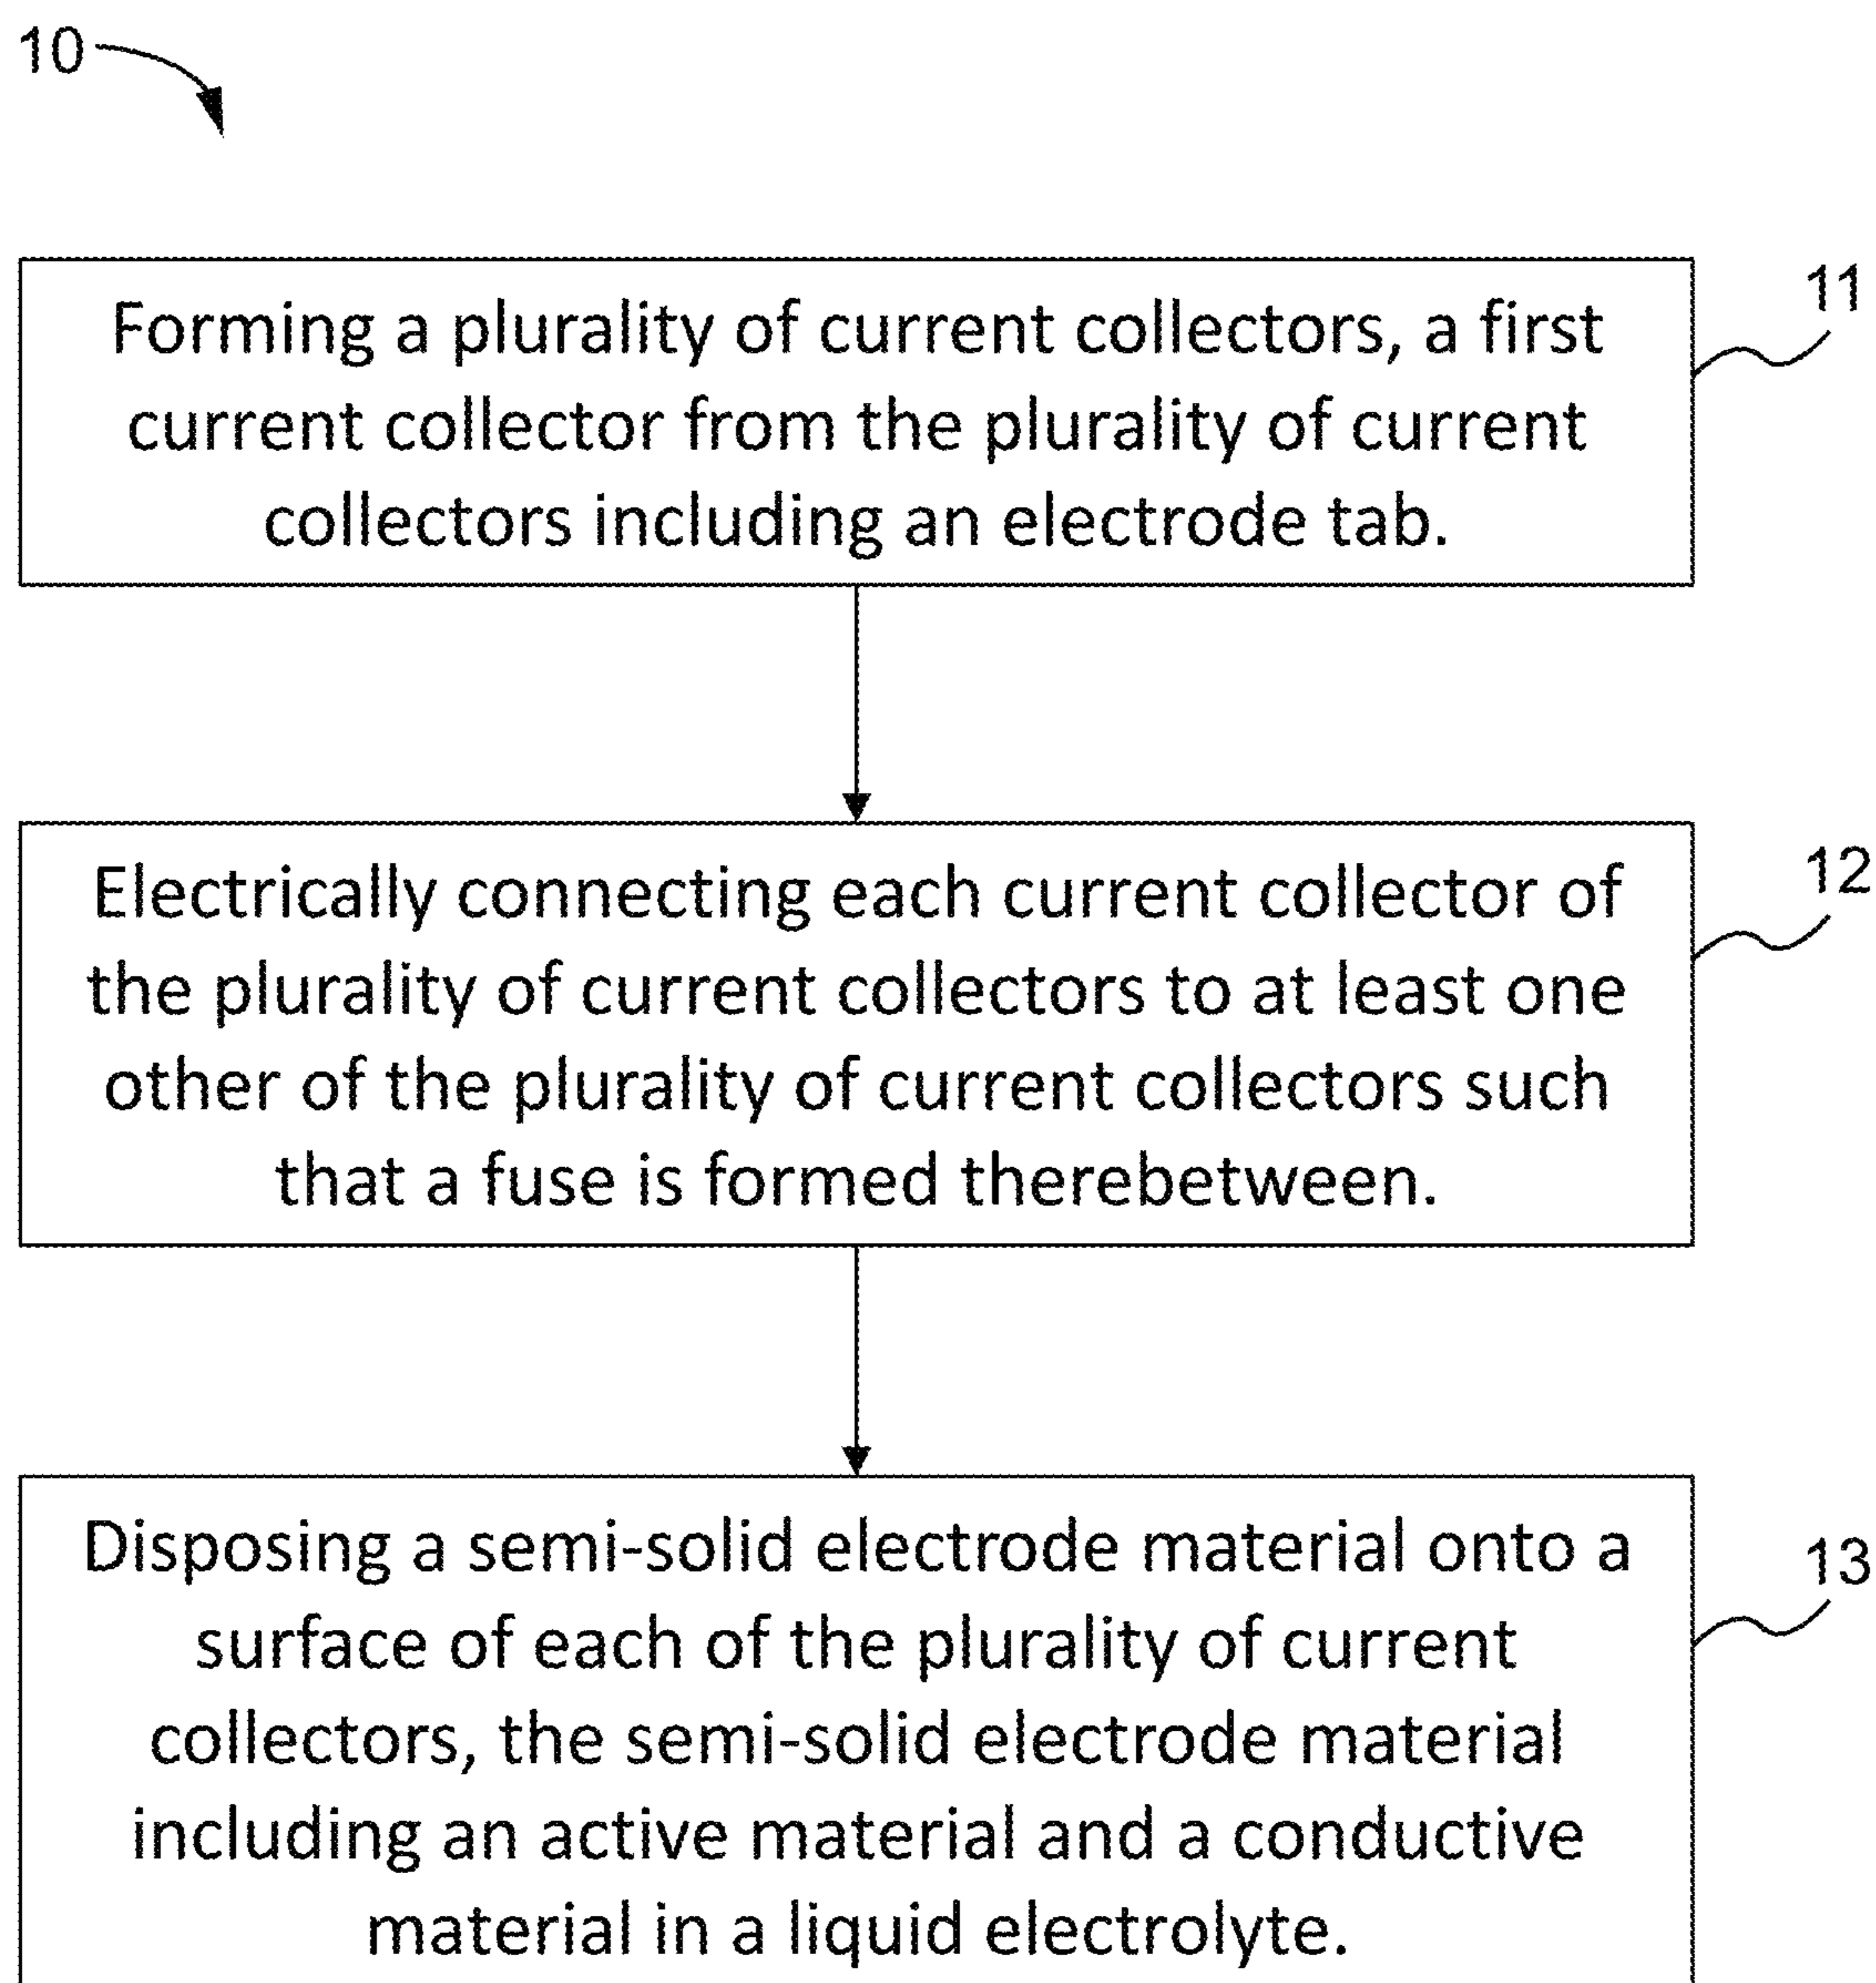 10
Forming a plurality of current collectors, a first
current collector from the plurality of current
collectors including an electrode tab.
11
Electrically connecting each current collector of
the plurality of current collectors to at least one
other of the plurality of current collectors such
that a fuse is formed therebetween.
12
Disposing a semi-solid electrode material onto a
surface of each of the plurality of current
collectors, the semi-solid electrode material
including an active material and a conductive
material in a liquid electrolyte.
13